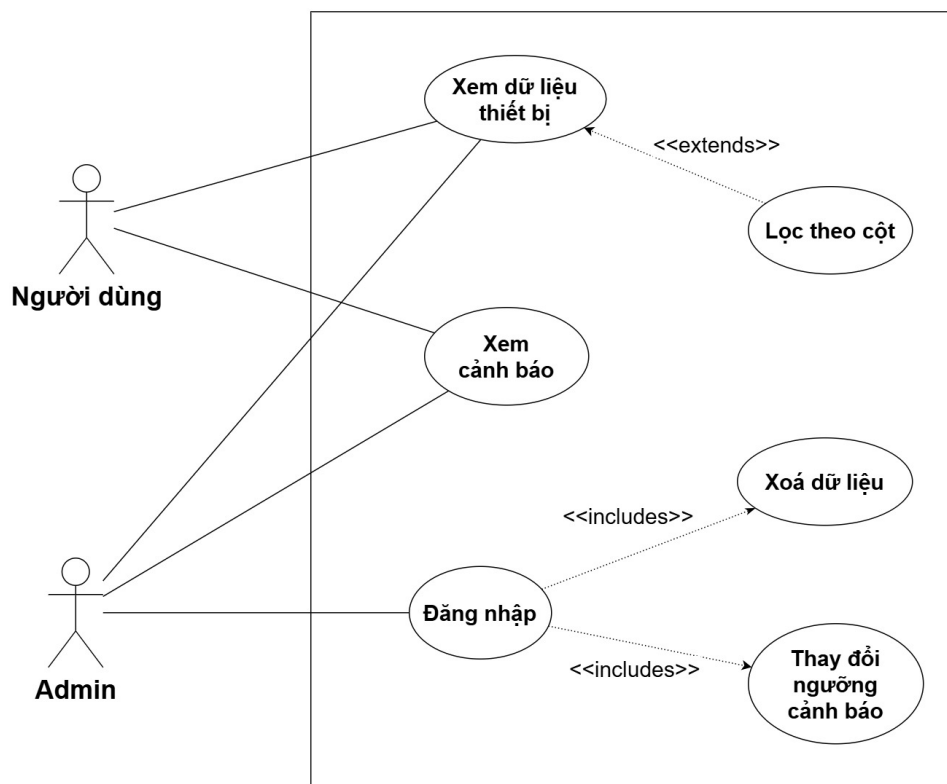 Xem dữ liệu
thiết bị
<<extends>>
Lọc theo cột
Người dùng
Xem
cảnh báo
Xoá dữ liệu
<<includes>>
Đăng nhập
<<includes>>
Thay đổi
ngưỡng
cảnh báo
Admin